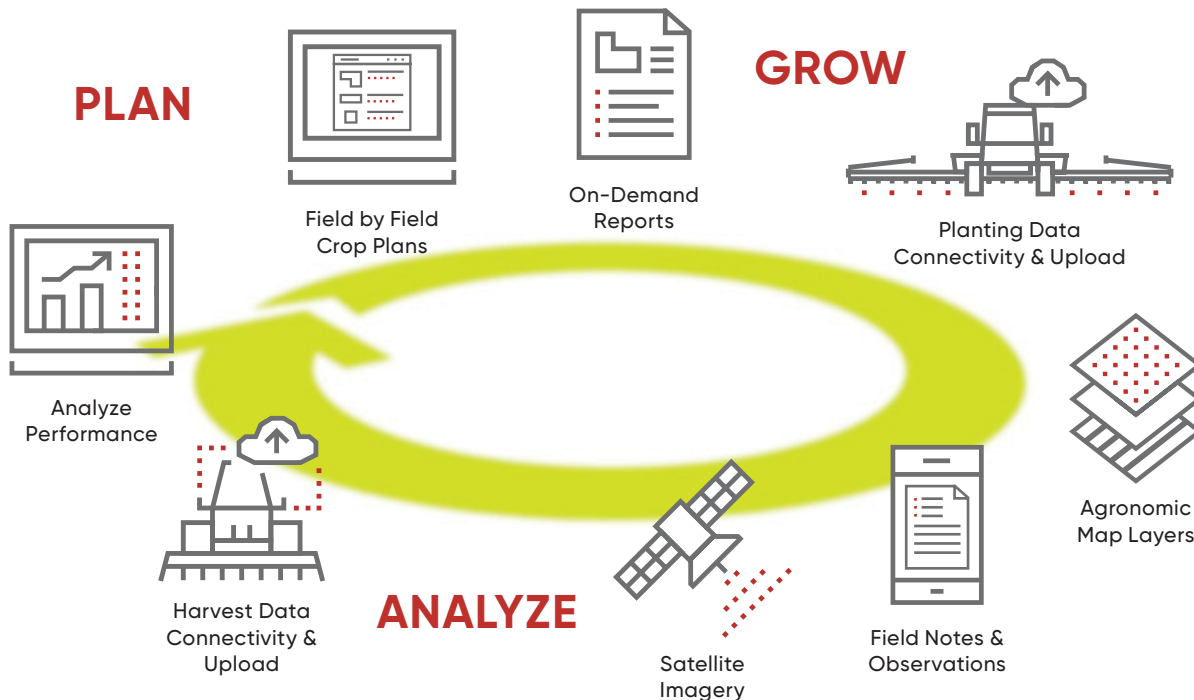 PLAN
Field by Field
Crop Plans
On-Demand
Reports
GROW
Planting Data
Connectivity & Upload
Agronomic
Map Layers
Field Notes &
Observations
Satellite
Imagery
ANALYZE
Harvest Data
Connectivity &
Upload
Analyze
Performance